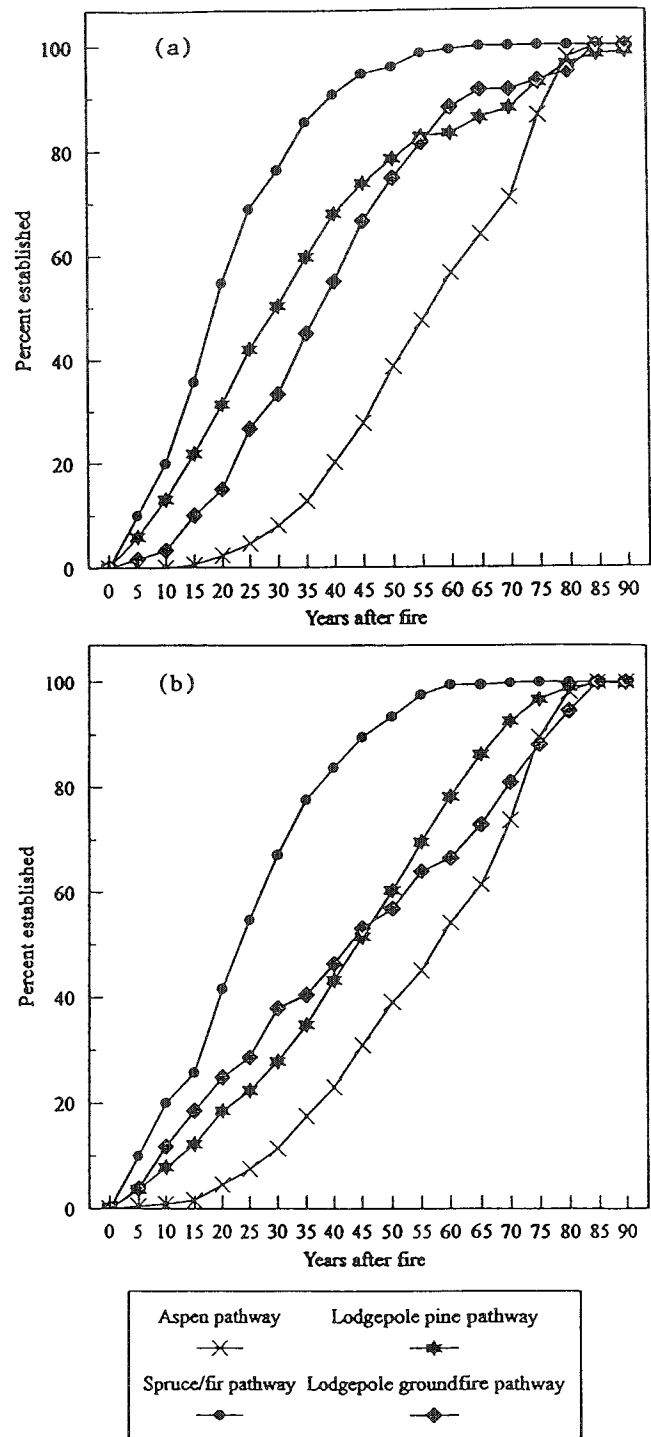 (a)
100
80
60
40
20
0
Percent established
0 5 10 15 20 25 30 35 40 45 50 55 60 65 70 75 80 85 90
Years after fire
(b)
100
80
60
40
20
0
Percent established
0 5 10 15 20 25 30 35 40 45 50 55 60 65 70 75 80 85 90
Years after fire
Aspen pathway Lodgepole pine pathway
Spruce/fir pathway Lodgepole groundfire pathway